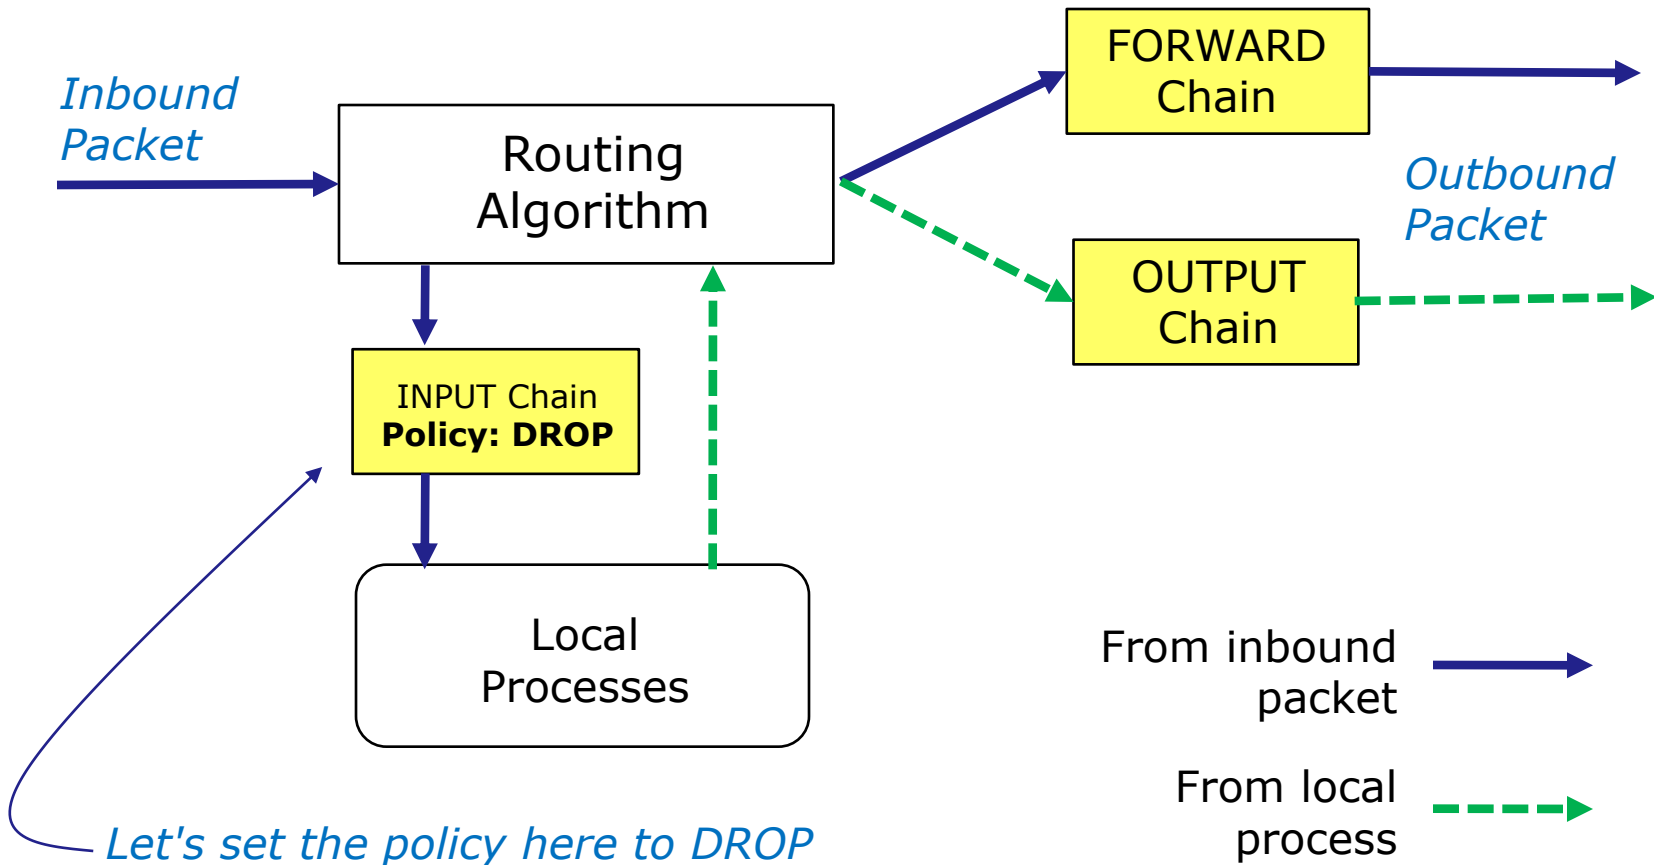 Inbound
Packet
Routing
Algorithm
FORWARD
Chain
Outbound
Packet
OUTPUT
Chain
INPUT Chain
Policy: DROP
Local
Processes
From inbound
packet
From local
process
Let's set the policy here to DROP